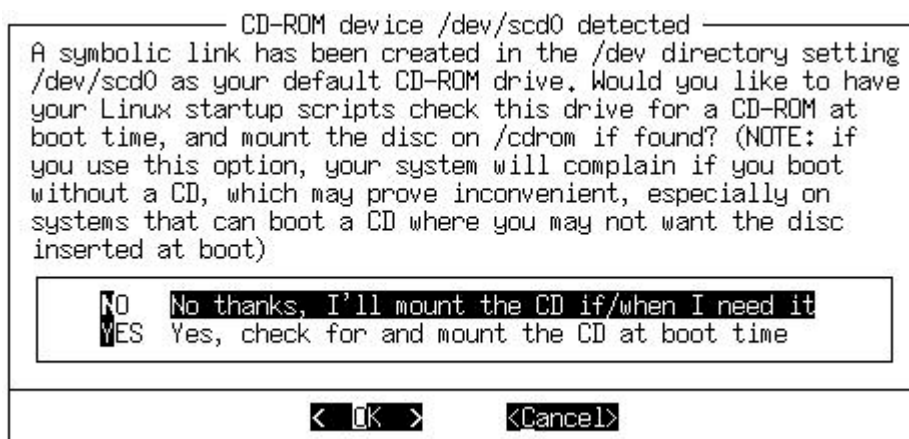 CD-ROM device /dev/scd0 detected
A symbolic link has been created in the /dev directory setting
/dev/scd0 as your default CD-ROM drive. Would you like to have
your Linux startup scripts check this drive for a CD-ROM at
boot time, and mount the disc on /cdrom if found? (NOTE: if
you use this option, your system will complain if you boot
without a CD, which may prove inconvenient, especially on
systems that can boot a CD where you may not want the disc
inserted at boot)
NO No thanks, I'll mount the CD if/when I need it
YES Yes, check for and mount the CD at boot time
< OK > <Cancel>